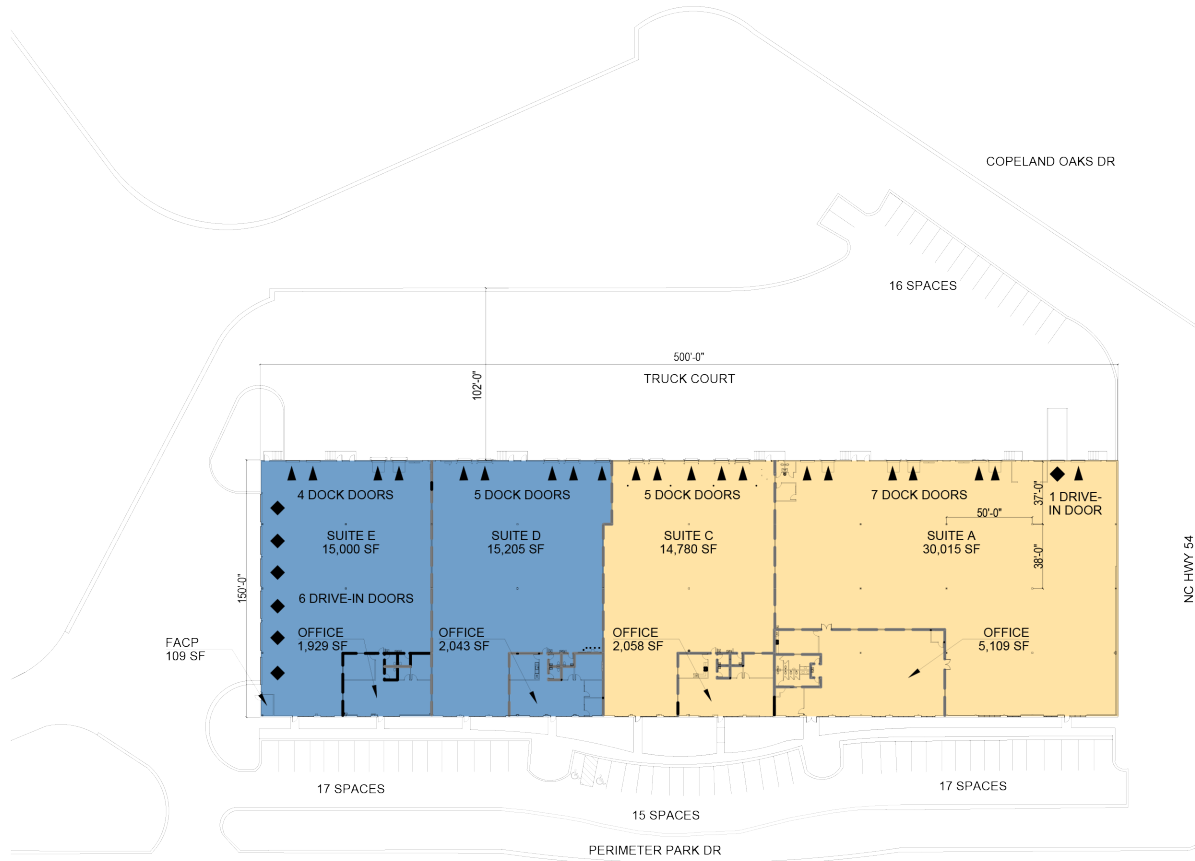 COPELAND OAKS DR
16 SPACES
500'-0"
TRUCK COURT
102'-0"
4 DOCK DOORS
5 DOCK DOORS
5 DOCK DOORS
7 DOCK DOORS
1 DRIVE-
IN DOOR
37'-0"
50'-0"
SUITE E
15,000 SF
SUITE D
15,205 SF
SUITE C
14,780 SF
SUITE A
30,015 SF
38'-0"
NC HWY 54
150'-0"
6 DRIVE-IN DOORS
FACP
109 SF
OFFICE
1,929 SF
OFFICE
2,043 SF
OFFICE
2,058 SF
OFFICE
5,109 SF
17 SPACES
15 SPACES
17 SPACES
PERIMETER PARK DR